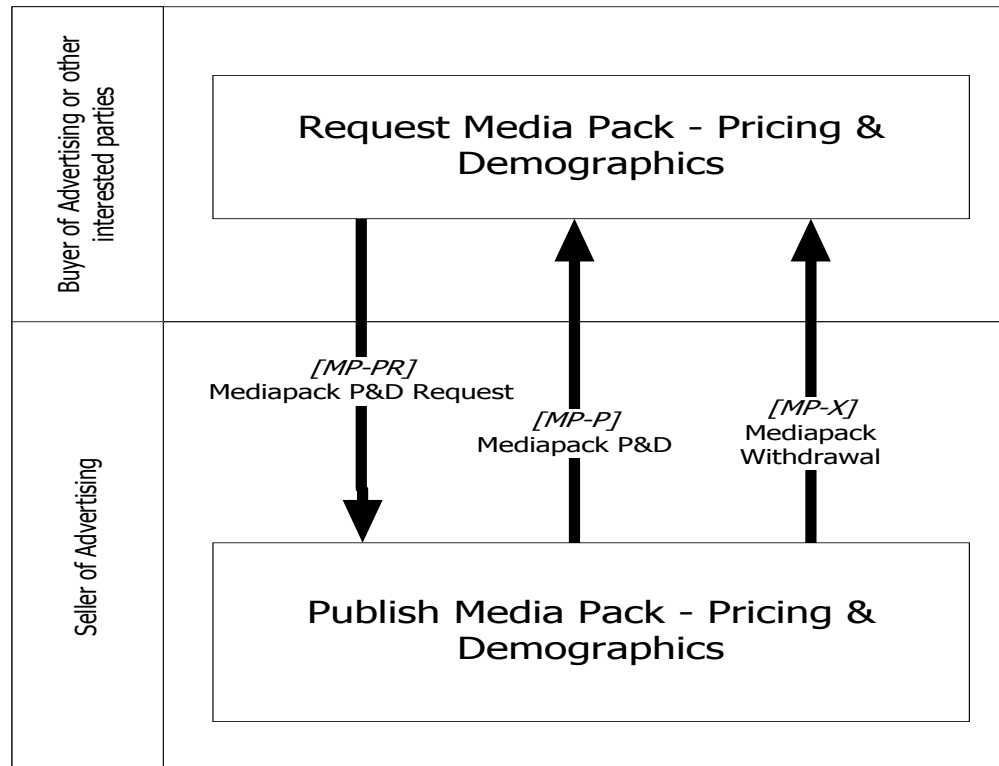 Buyer of Advertising or other
interested parties
Request Media Pack - Pricing &
Demographics
[MP-PR]
Mediapack P&D Request
[MP-P]
Mediapack P&D
[MP-X]
Mediapack
Withdrawal
Seller of Advertising
Publish Media Pack - Pricing &
Demographics